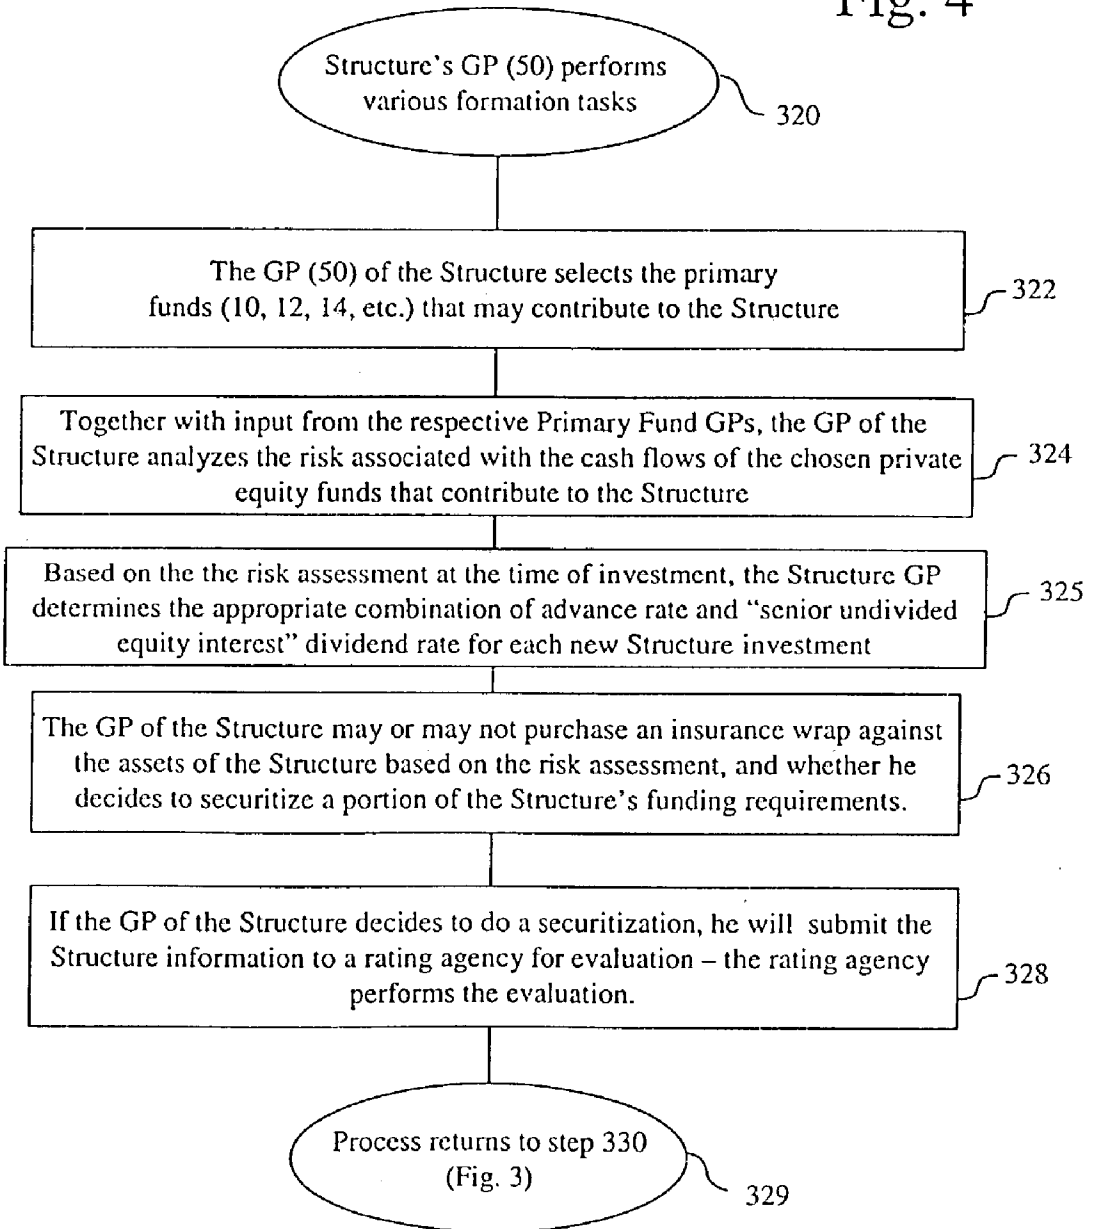 Fig. 4
Structure's GP (50) performs
various formation tasks
320
The GP (50) of the Structure selects the primary
funds (10, 12, 14, etc.) that may contribute to the Structure
322
Together with input from the respective Primary Fund GPs, the GP of the
Structure analyzes the risk associated with the cash flows of the chosen private
equity funds that contribute to the Structure
324
Based on the the risk assessment at the time of investment, the Structure GP
determines the appropriate combination of advance rate and “senior undivided
equity interest” dividend rate for each new Structure investment
325
The GP of the Structure may or may not purchase an insurance wrap against
the assets of the Structure based on the risk assessment, and whether he
decides to securitize a portion of the Structure's funding requirements.
326
If the GP of the Structure decides to do a securitization, he will submit the
Structure information to a rating agency for evaluation – the rating agency
performs the evaluation.
328
Process returns to step 330
(Fig. 3)
329